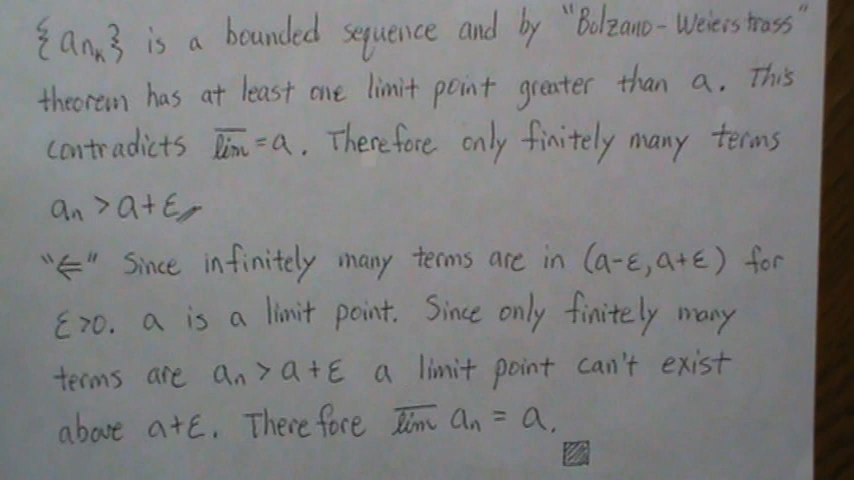 {a_{n_k}} is a bounded sequence and by "Bolzano-Weierstrass"
theorem has at least one limit point greater than a. This
contradicts \overline{lim} = a. Therefore only finitely many terms
a_n > a+ε
"⇐" Since infinitely many terms are in (a-ε, a+ε) for
ε>0. a is a limit point. Since only finitely many
terms are a_n > a+ε a limit point can't exist
above a+ε. Therefore \overline{lim} a_n = a.